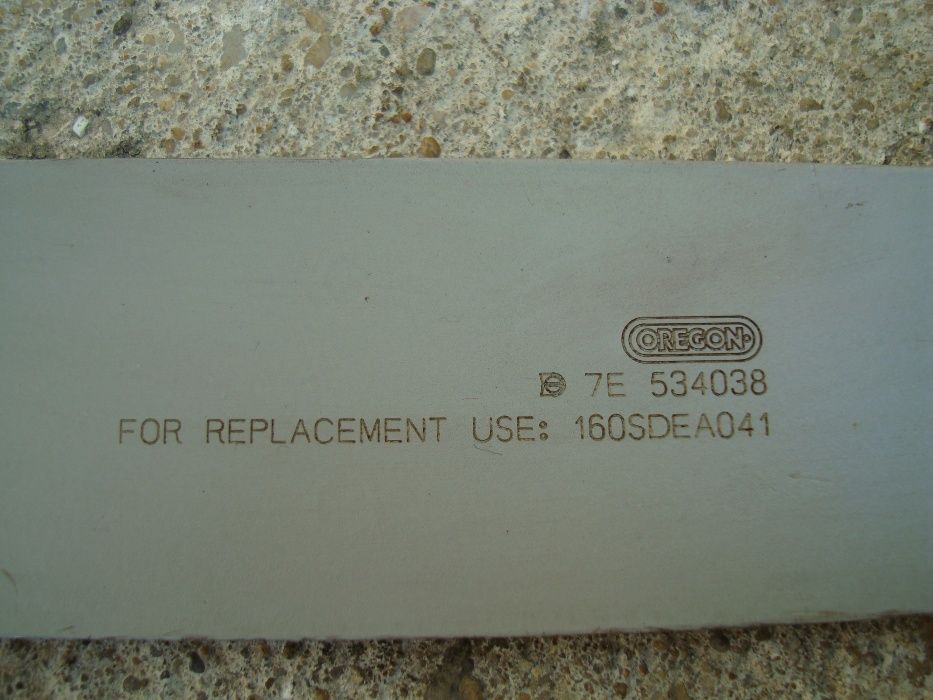 OREGON
7E 534038
FOR REPLACEMENT USE: 160SDEA041